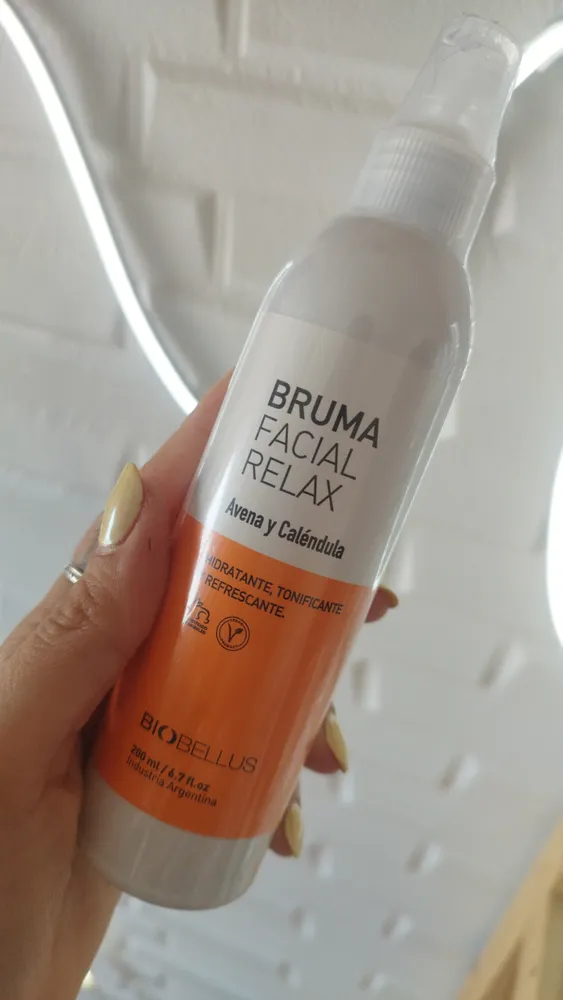 BRUMA
FACIAL
RELAX
Avena y Caléndula
HIDRATANTE, TONIFICANTE
REFRESCANTE.
BIOBELLUS
200 ml / 6.7 fl.oz
Industria Argentina